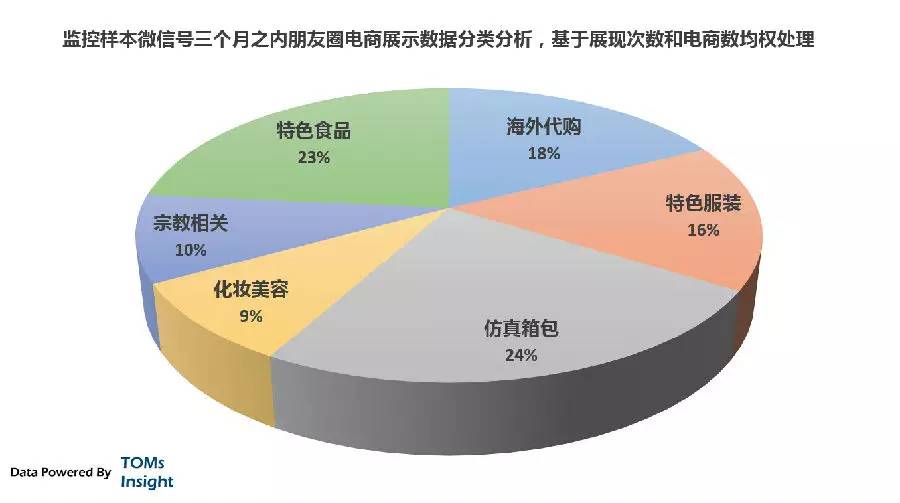 监控样本微信号三个月之内朋友圈电商展示数据分类分析，基于展现次数和电商数均权处理
特色食品
23%
海外代购
18%
特色服装
16%
宗教相关
10%
化妆美容
9%
仿真箱包
24%
Data Powered By TOMs
Insight